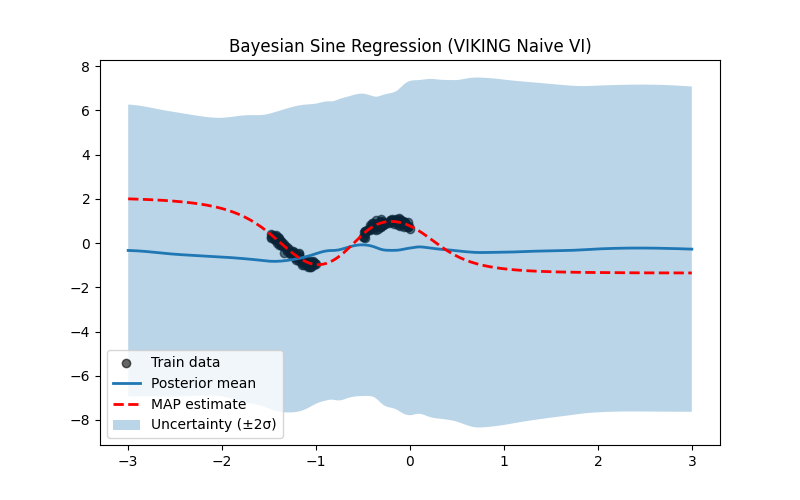 Bayesian Sine Regression (VIKING Naive VI)
8
6
4
2
0
−2
−4
−6
−8
Train data
Posterior mean
MAP estimate
Uncertainty (±2σ)
−3 −2 −1 0 1 2 3